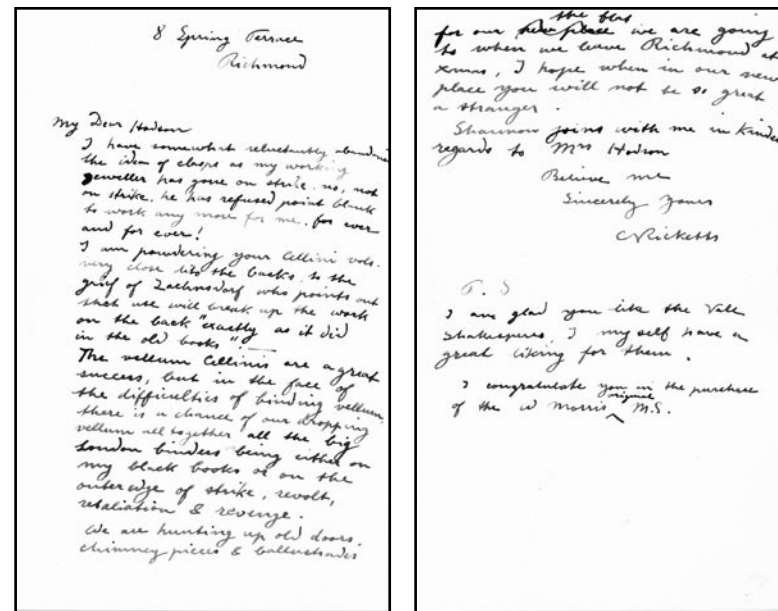 8 Spring Terrace
Richmond
My Dear Hodson
I have somewhat reluctantly abandoned
the idea of clasps as my working
jeweller has gone on strike. no, not
on strike. he has refused point blank
to work any more for me. for ever
and for ever!
I am powdering your Cellini vols.
very close like the backs, to the
grief of Zaehnsdorf who points out
such use will break up the work
on the back "exactly as it did
in the old books"
The vellum Cellinis are a great
success, but in the face of
the difficulties of binding vellum,
there is a chance of our dropping
vellum all together all the big
London binders being either on
my black books or on the
outer edge of strike, revolt,
retaliation & revenge.
We are hunting up old doors,
chimney pieces & ballustrades
the
for our we are going
to when we leave Richmond at
xmas, I hope when in our new
place you will not be so great
a stranger.
Shannon joins with me in kindest
regards to Mrs Hodson
Believe me
Sincerely Yours
CRicketts
P.S
I am glad you like the Vale
Shakesperes, I my self have a
great liking for them.
I congratulate you in the purchase
original
of the W Morris ^ M.S.